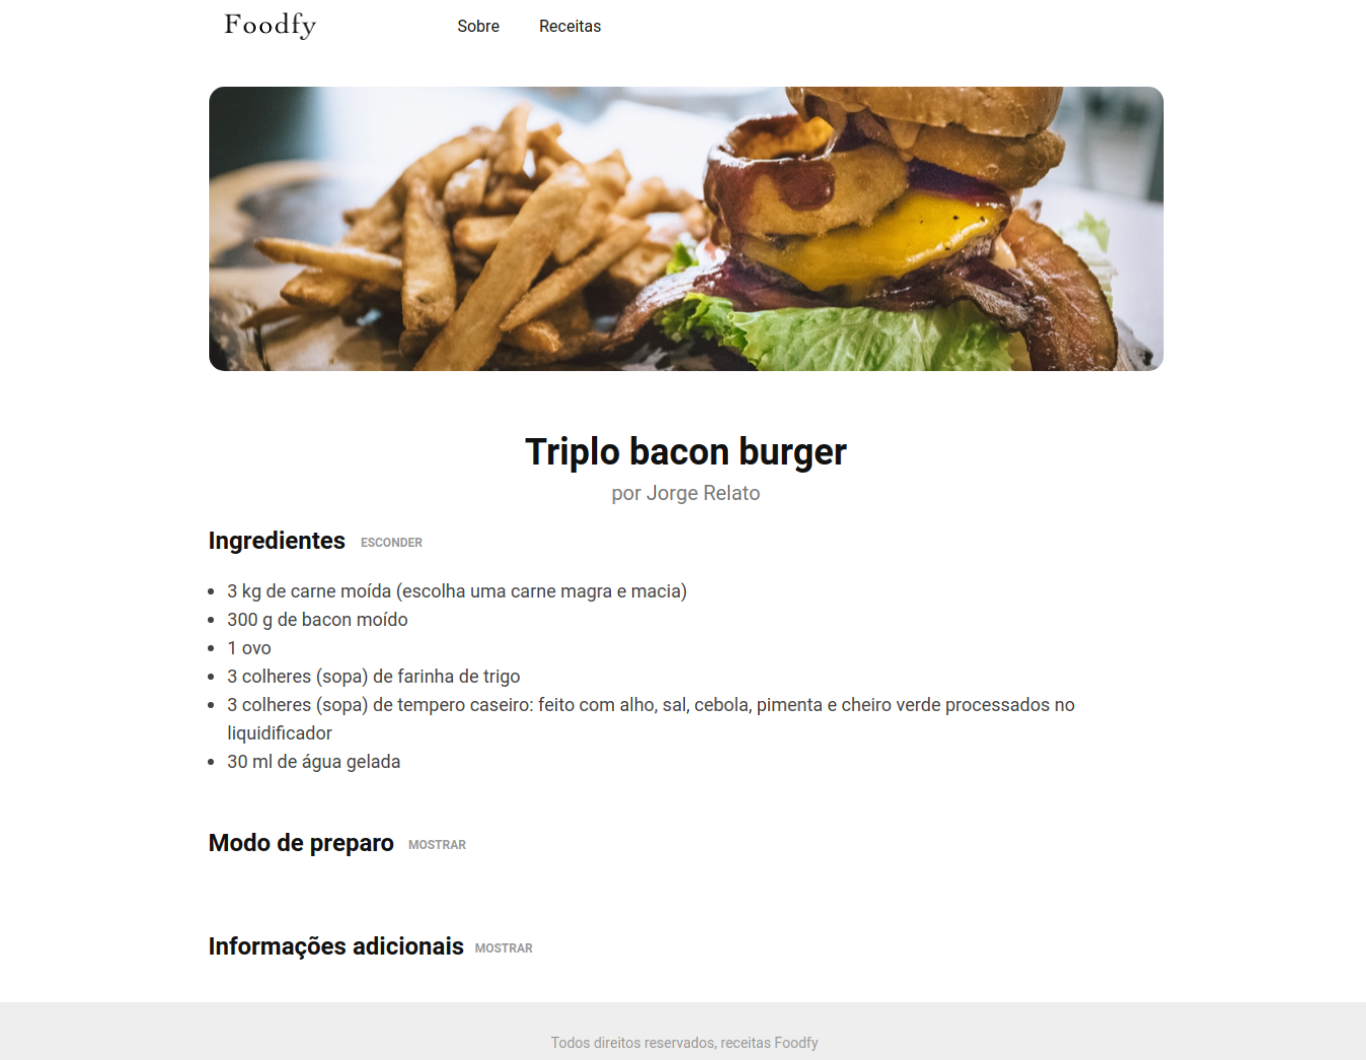 Foodfy
Sobre
Receitas
Triplo bacon burger
por Jorge Relato
Ingredientes ESCONDER
3 kg de carne moída (escolha uma carne magra e macia)
300 g de bacon moído
1 ovo
3 colheres (sopa) de farinha de trigo
3 colheres (sopa) de tempero caseiro: feito com alho, sal, cebola, pimenta e cheiro verde processados no
liquidificador
30 ml de água gelada
Modo de preparo MOSTRAR
Informações adicionais MOSTRAR
Todos direitos reservados, receitas Foodfy